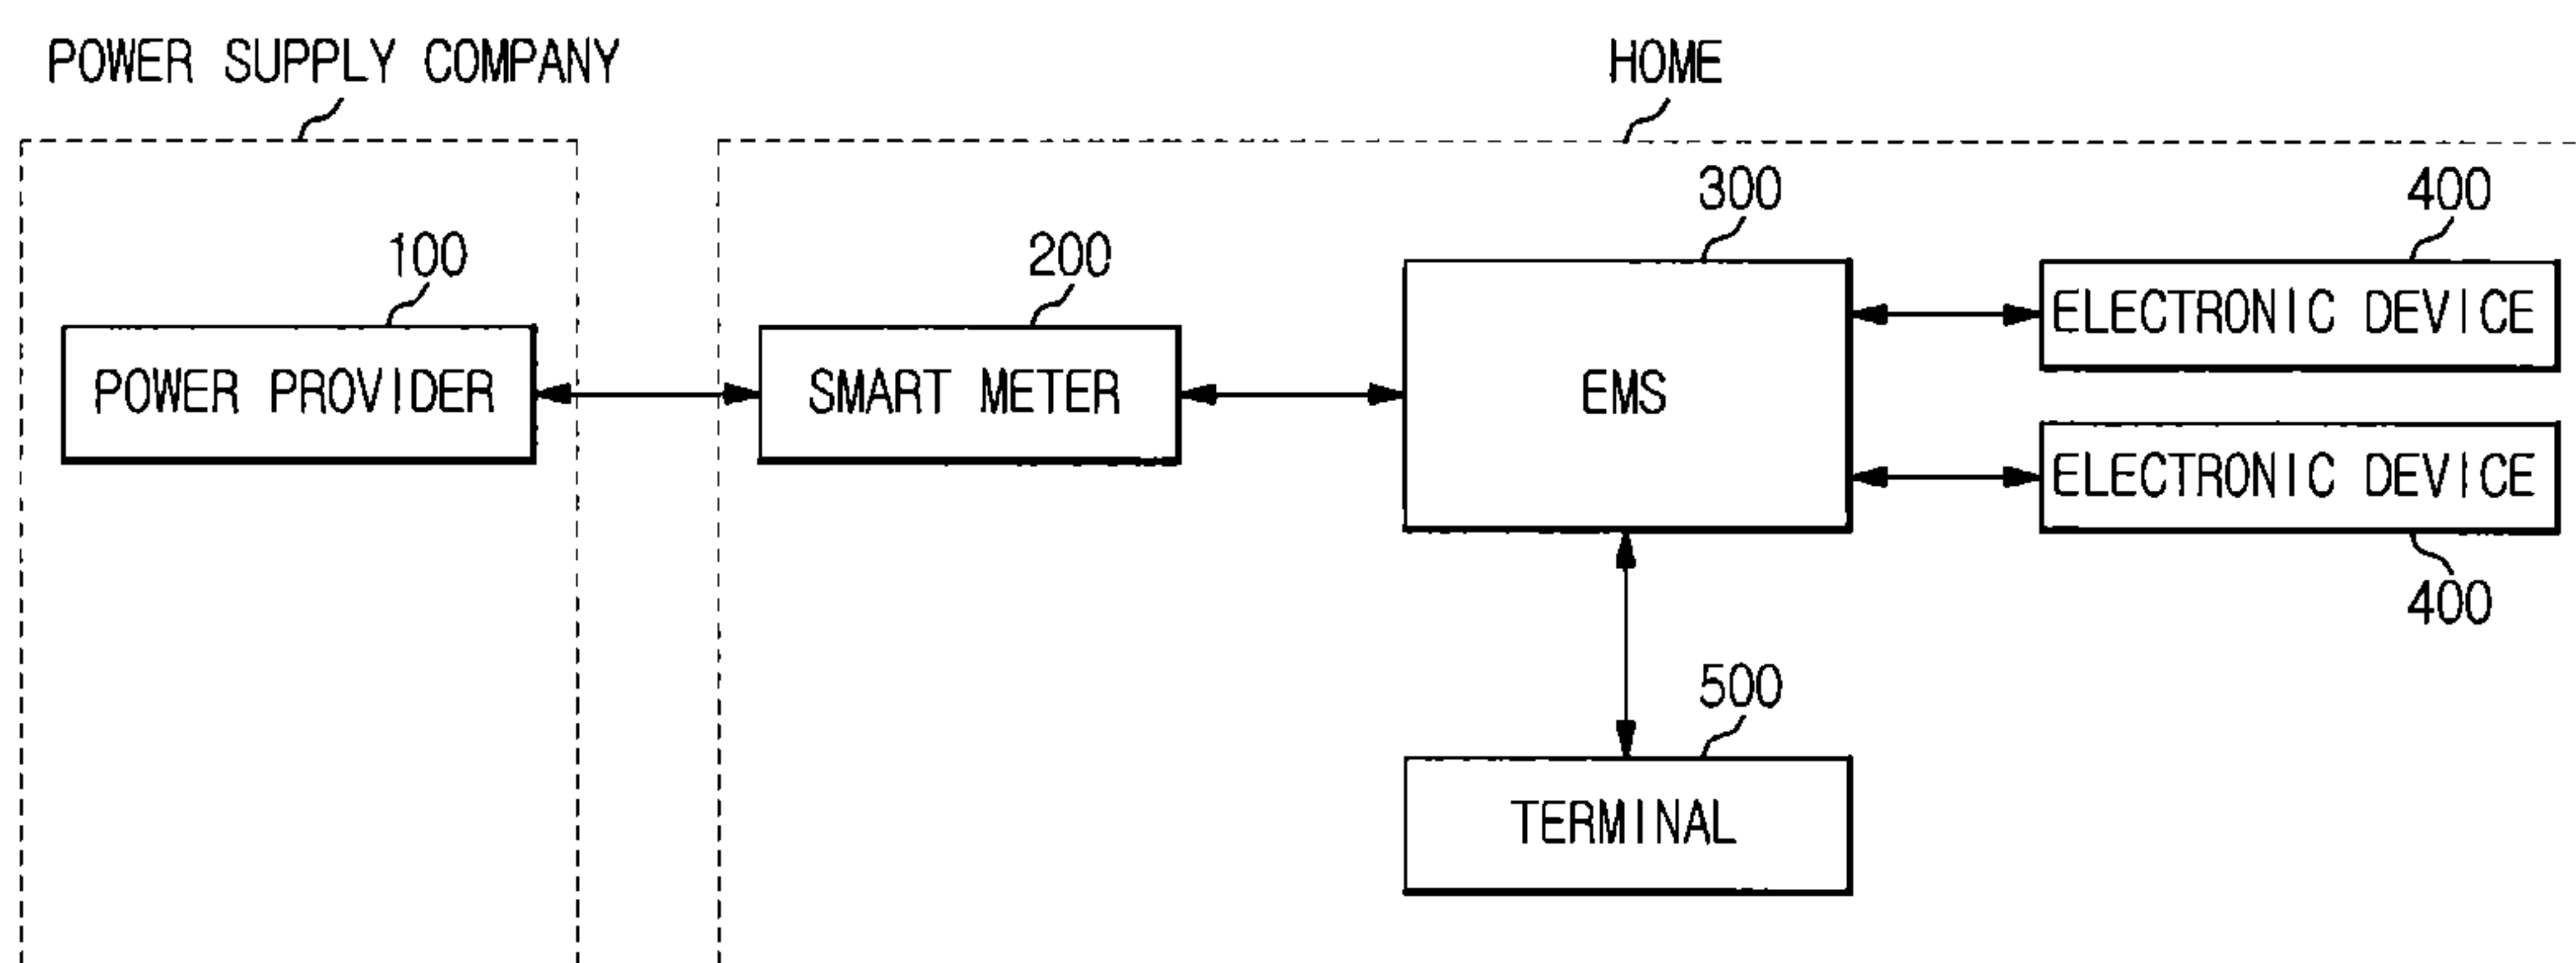 POWER SUPPLY COMPANY
HOME
300
400
100
200
ELECTRONIC DEVICE
POWER PROVIDER
SMART METER
EMS
ELECTRONIC DEVICE
400
500
TERMINAL